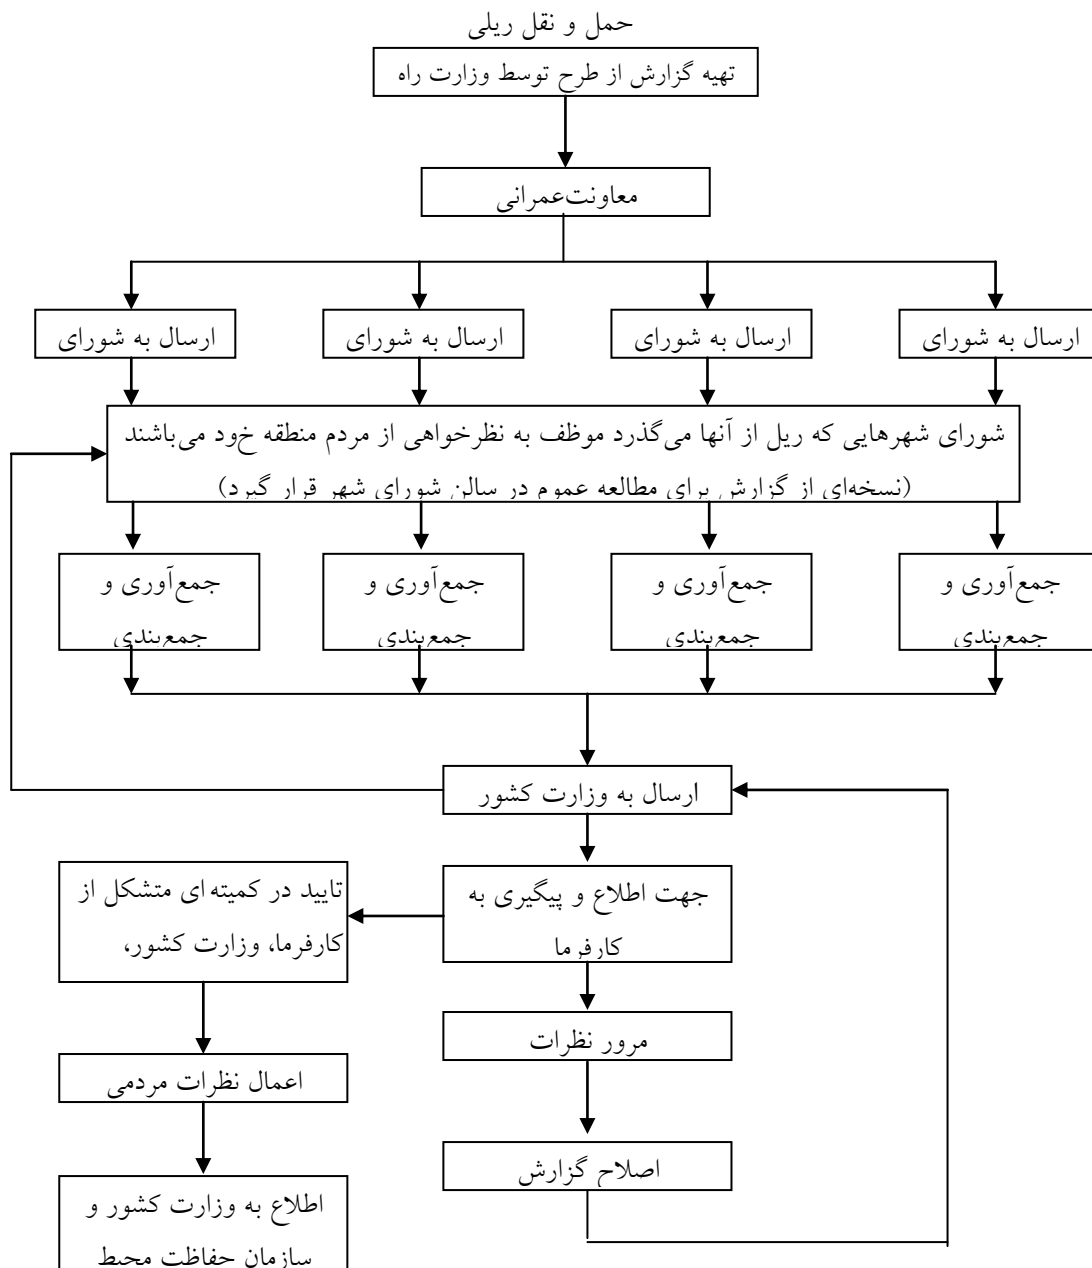 حمل و نقل ریلی
تهیه گزارش از طرح توسط وزارت راه
معاونت‌عمرانی
ارسال به شورای
ارسال به شورای
ارسال به شورای
ارسال به شورای
شورای شهرهایی که ریل از آنها می‌گذرد موظف به نظرخواهی از مردم منطقه خود می‌باشند
(نسخه‌ای از گزارش برای مطالعه عموم در سالن شورای شهر قرار گیرد)
جمع‌آوری و
جمع‌بندی
جمع‌آوری و
جمع‌بندی
جمع‌آوری و
جمع‌بندی
جمع‌آوری و
جمع‌بندی
ارسال به وزارت کشور
جهت اطلاع و پیگیری به
کارفرما
تایید در کمیته ای متشکل از
کارفرما، وزارت کشور،
مرور نظرات
اعمال نظرات مردمی
اصلاح گزارش
اطلاع به وزارت کشور و
سازمان حفاظت محیط